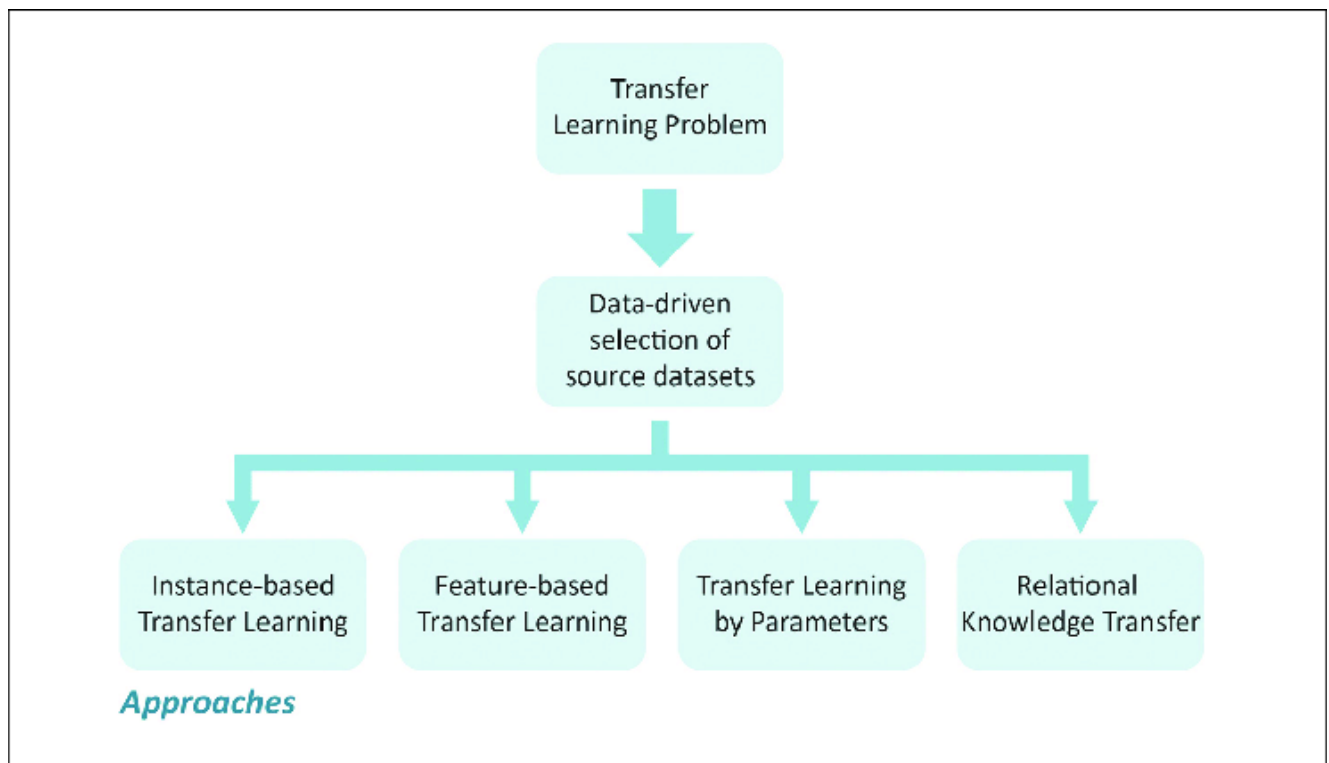 Transfer
Learning Problem
Data-driven
selection of
source datasets
Instance-based
Transfer Learning
Feature-based
Transfer Learning
Transfer Learning
by Parameters
Relational
Knowledge Transfer
Approaches